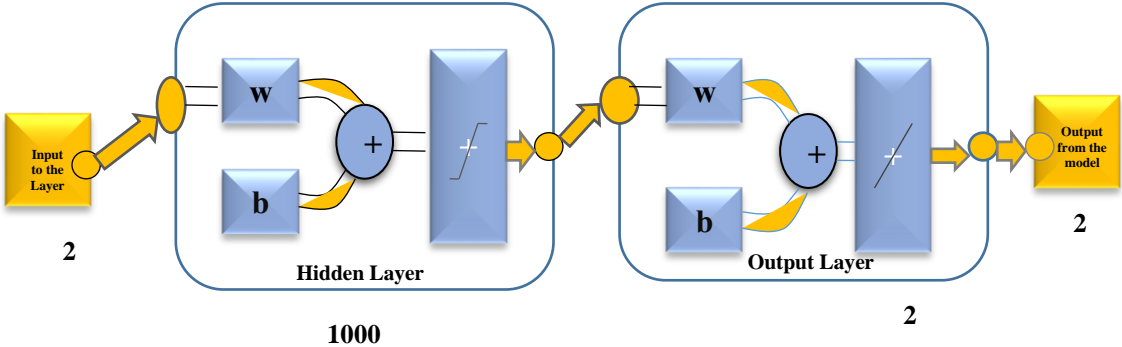 Input
to the
Layer
2
w
b
+
+
Hidden Layer
1000
w
b
+
+
Output Layer
2
Output
from the
model
2